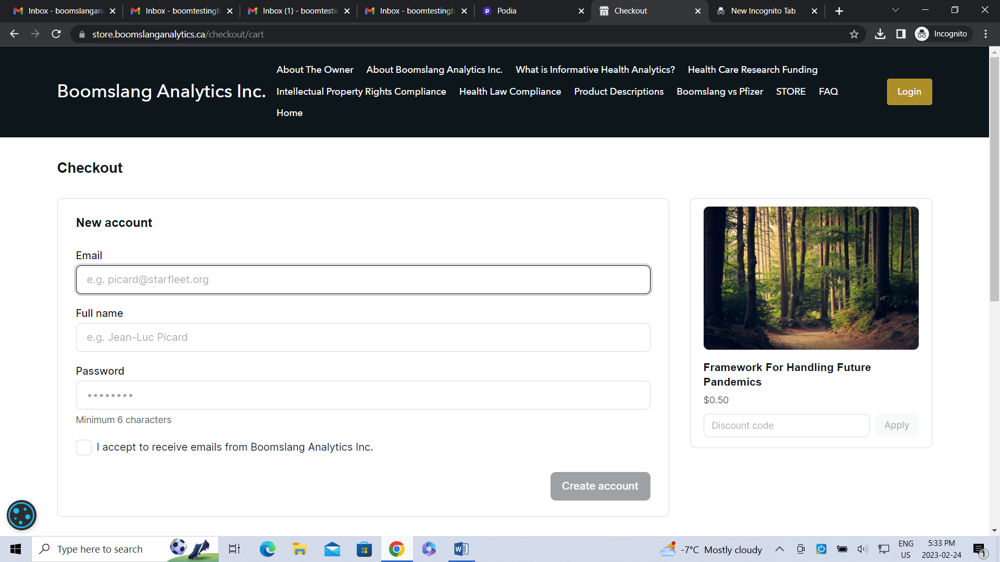 Inbox - boomslangan
Inbox - boomtestingb
Inbox (1) - boomtestin
Inbox - boomtestingb
Podia
Checkout
New Incognito Tab
store.boomslanganalytics.ca/checkout/cart
Incognito
Boomslang Analytics Inc.
About The Owner About Boomslang Analytics Inc. What is Informative Health Analytics? Health Care Research Funding
Intellectual Property Rights Compliance Health Law Compliance Product Descriptions Boomslang vs Pfizer STORE FAQ
Home
Login
Checkout
New account
Email
e.g. picard@starfleet.org
Full name
e.g. Jean-Luc Picard
Password
Minimum 6 characters
I accept to receive emails from Boomslang Analytics Inc.
Create account
Framework For Handling Future
Pandemics
$0.50
Discount code
Apply
Type here to search
-7°C Mostly cloudy
ENG
US
5:33 PM
2023-02-24
1